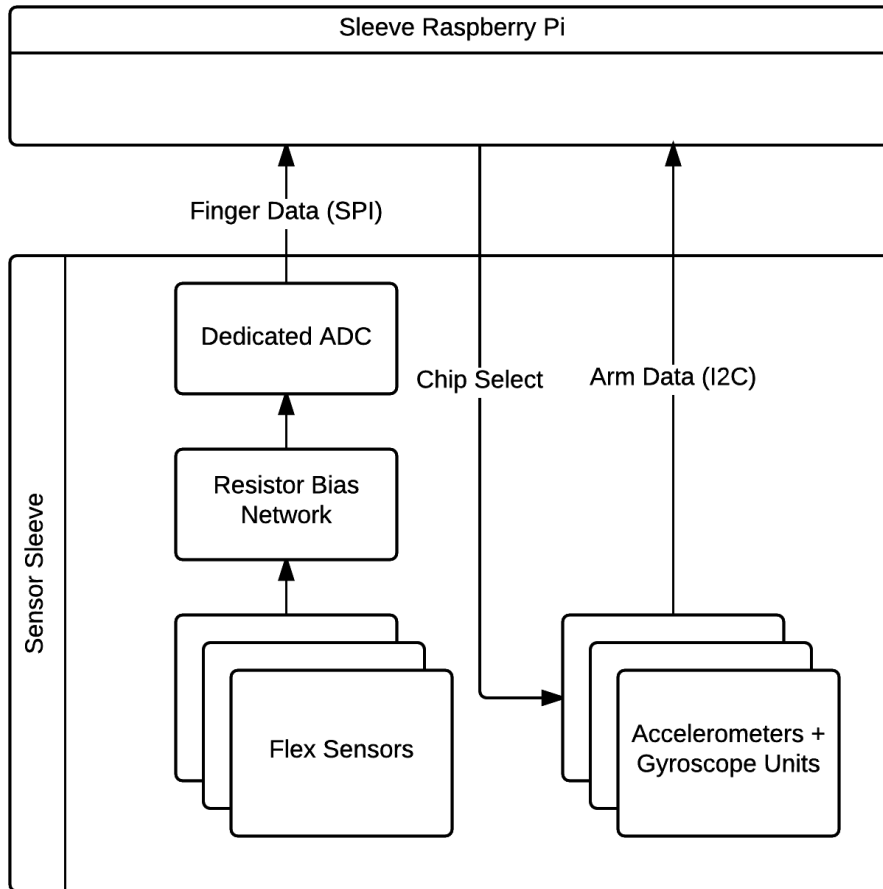 Sleeve Raspberry Pi
Finger Data (SPI)
Dedicated ADC
Chip Select
Arm Data (I2C)
Resistor Bias
Network
Sensor Sleeve
Flex Sensors
Accelerometers +
Gyroscope Units